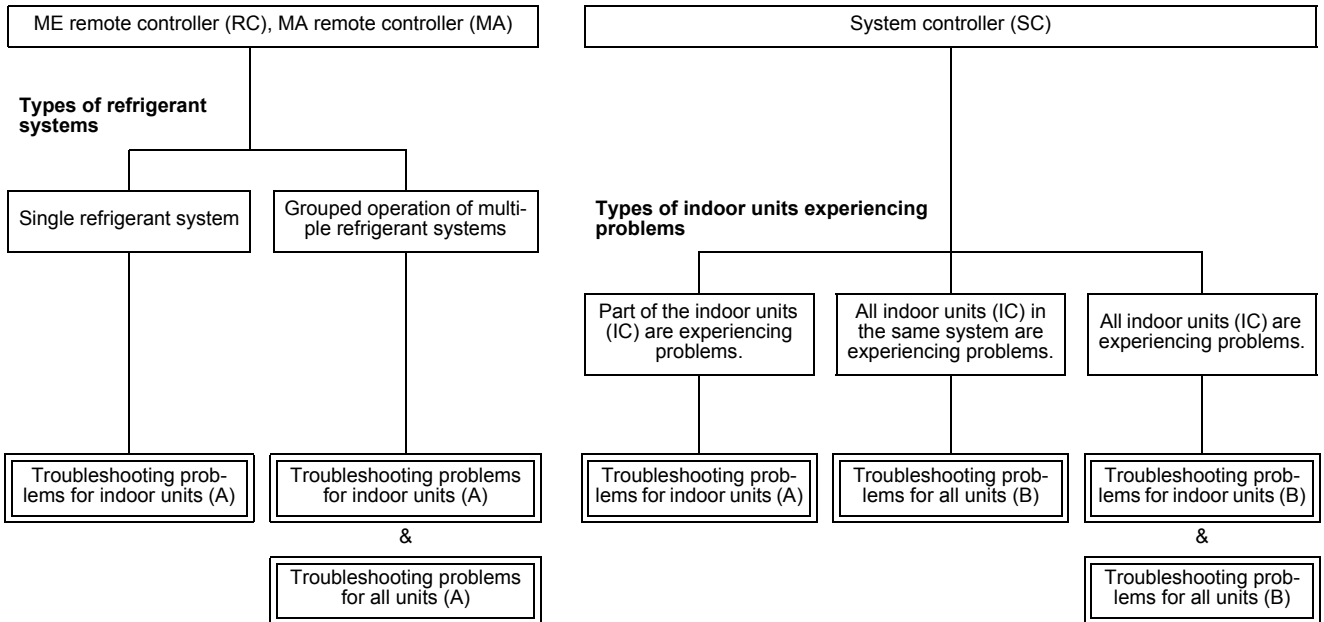 ME remote controller (RC), MA remote controller (MA)
Types of refrigerant
systems
Single refrigerant system
Grouped operation of multi-
ple refrigerant systems
Troubleshooting prob-
lems for indoor units (A)
Troubleshooting problems
for indoor units (A)
&
Troubleshooting problems
for all units (A)
System controller (SC)
Types of indoor units experiencing
problems
Part of the indoor units
(IC) are experiencing
problems.
All indoor units (IC) in
the same system are
experiencing problems.
All indoor units (IC) are
experiencing problems.
Troubleshooting prob-
lems for indoor units (A)
Troubleshooting prob-
lems for all units (B)
Troubleshooting prob-
lems for indoor units (B)
&
Troubleshooting prob-
lems for all units (B)